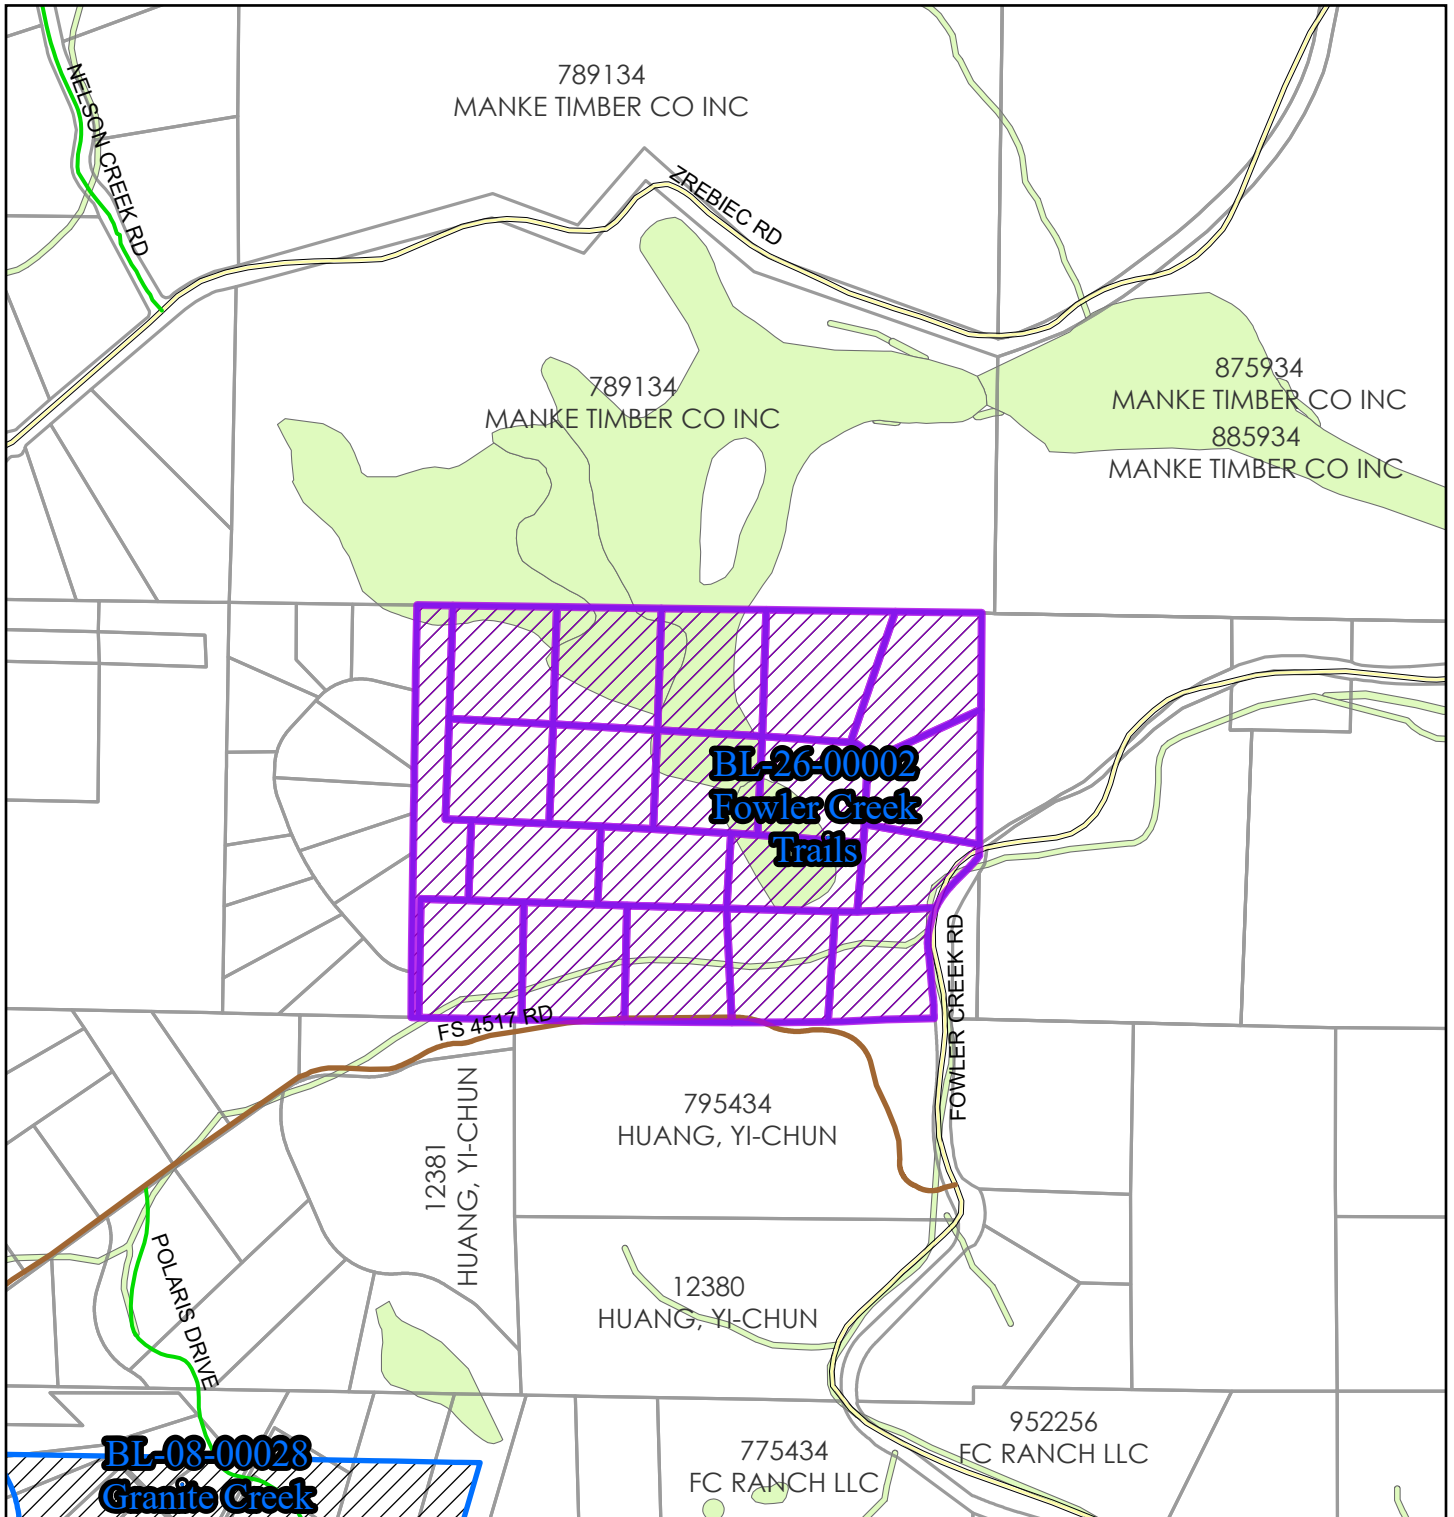 789134
MANKE TIMBER CO INC
NELSON CREEK RD
ZREBIEC RD
789134
MANKE TIMBER CO INC
875934
MANKE TIMBER CO INC
885934
MANKE TIMBER CO INC
BL-26-00002
Fowler Creek
Trails
FOWLER CREEK RD
FS 4517 RD
12381
HUANG, YI-CHUN
795434
HUANG, YI-CHUN
POLARIS DRIVE
12380
HUANG, YI-CHUN
952256
FC RANCH LLC
775434
FC RANCH LLC
BL-08-00028
Granite Creek